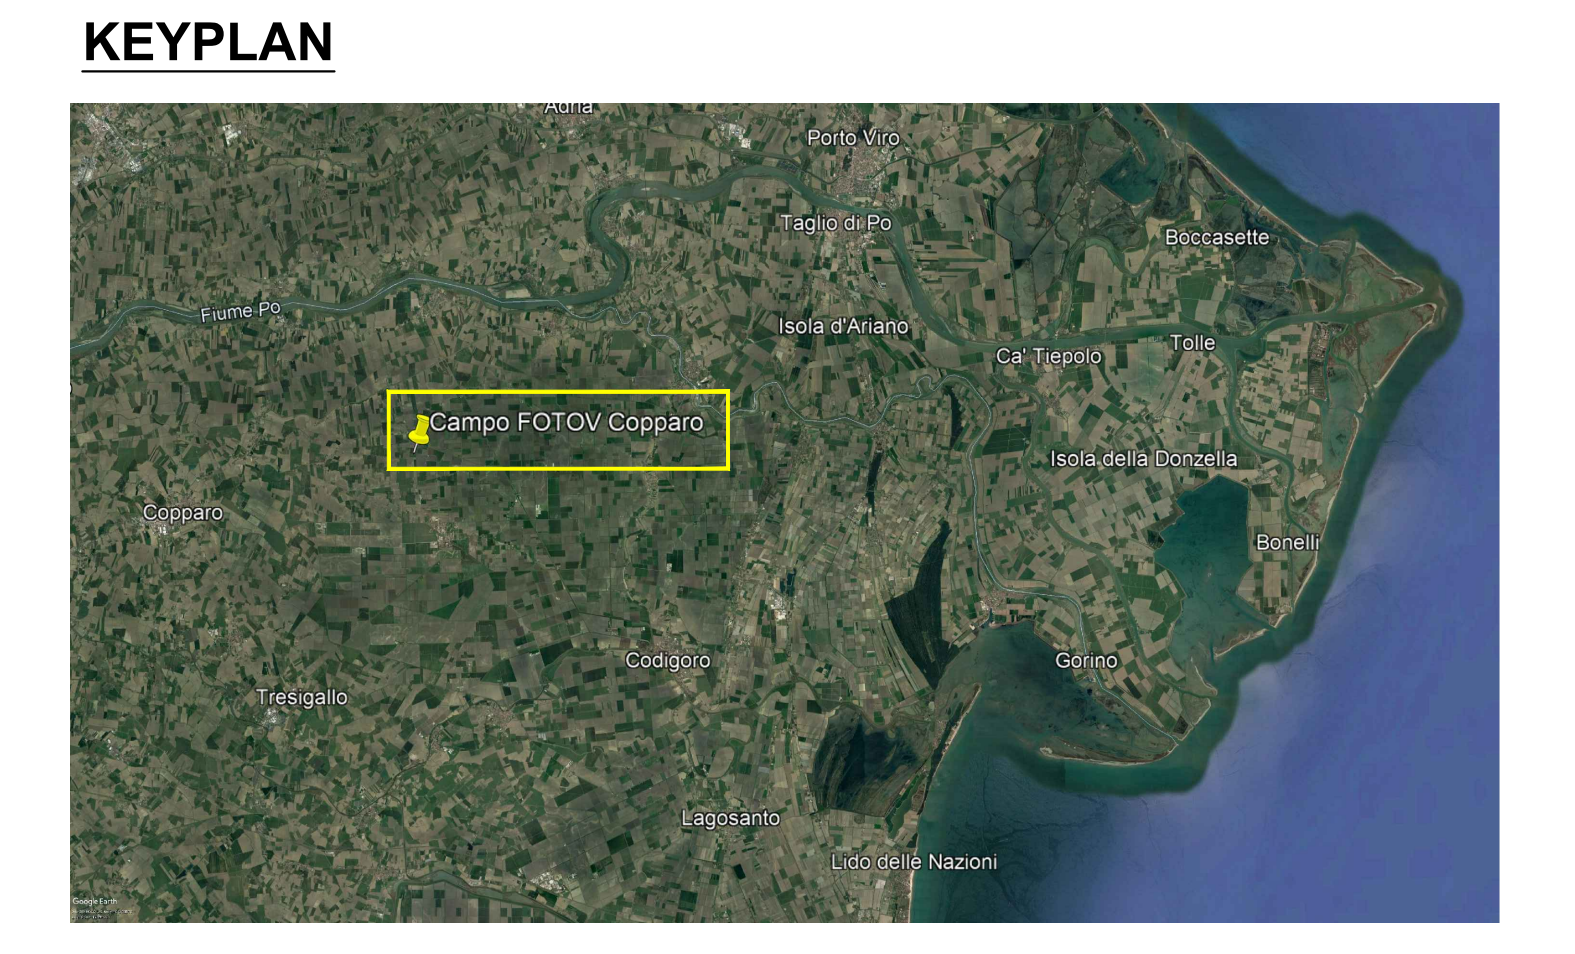 KEYPLAN
Adria
Porto Viro
Taglio di Po
Boccasette
Fiume Po
Isola d'Ariano
Tolle
Ca' Tiepolo
Campo FOTOV Copparo
Isola della Donzella
Copparo
Bonelli
Codigoro
Gorino
Tresigallo
Lagosanto
Lido delle Nazioni
Google Earth